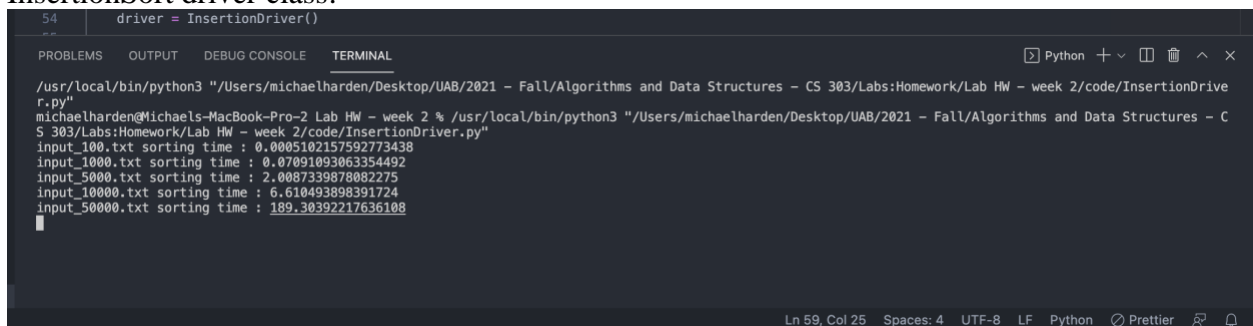 InsertionSort driver class:
54 driver = InsertionDriver()
PROBLEMS OUTPUT DEBUG CONSOLE TERMINAL Python
/usr/local/bin/python3 "/Users/michaelharden/Desktop/UAB/2021 – Fall/Algorithms and Data Structures – CS 303/Labs:Homework/Lab HW – week 2/code/InsertionDrive
r.py"
michaelharden@Michaels-MacBook-Pro-2 Lab HW – week 2 % /usr/local/bin/python3 "/Users/michaelharden/Desktop/UAB/2021 – Fall/Algorithms and Data Structures – C
S 303/Labs:Homework/Lab HW – week 2/code/InsertionDriver.py"
input_100.txt sorting time : 0.0005102157592773438
input_1000.txt sorting time : 0.07091093063354492
input_5000.txt sorting time : 2.0087339878082275
input_10000.txt sorting time : 6.610493898391724
input_50000.txt sorting time : 189.30392217636108
Ln 59, Col 25 Spaces: 4 UTF-8 LF Python Prettier